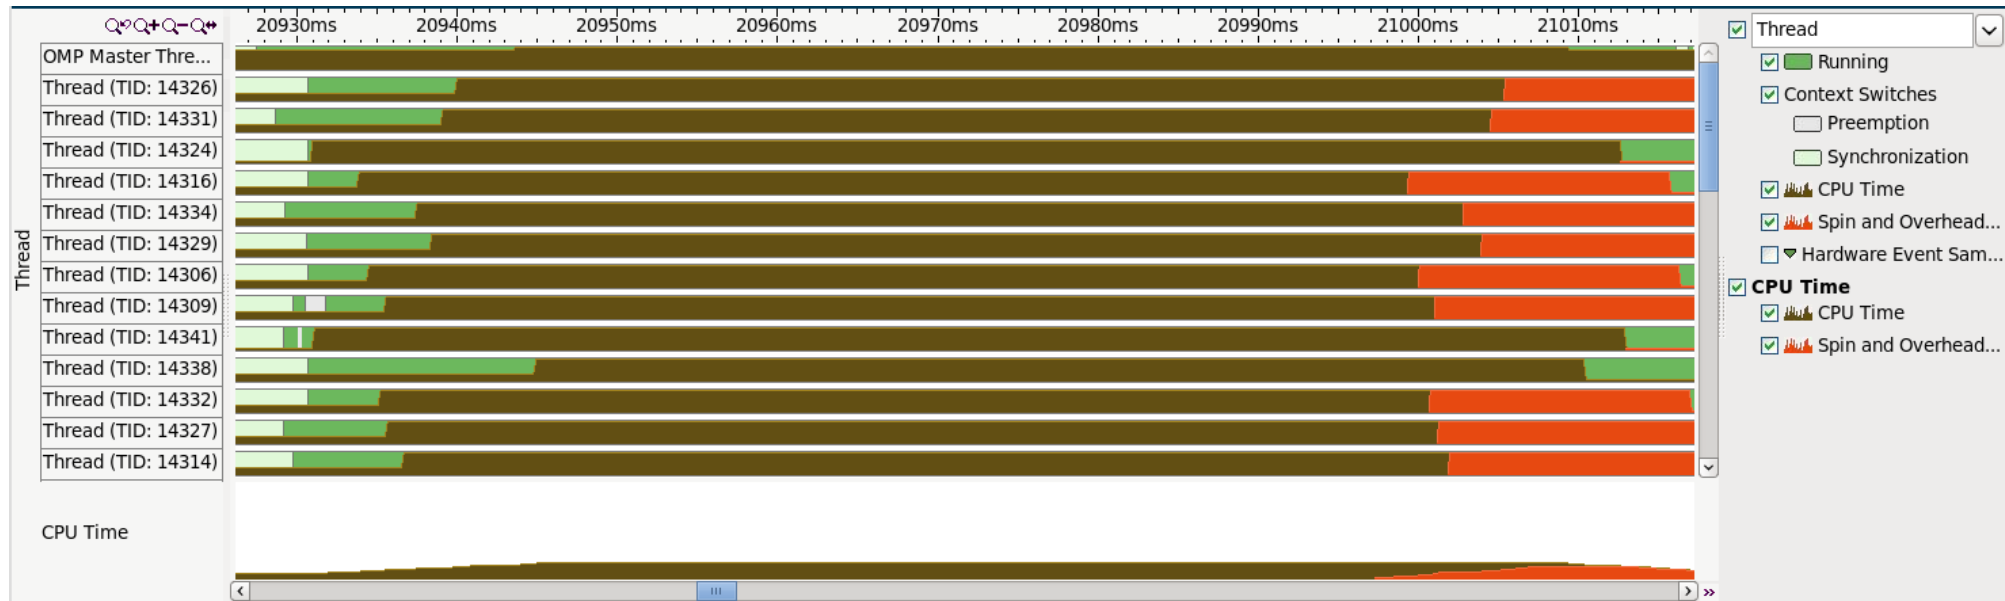 20930ms 20940ms 20950ms 20960ms 20970ms 20980ms 20990ms 21000ms 21010ms
OMP Master Thre...
Thread (TID: 14326)
Thread (TID: 14331)
Thread (TID: 14324)
Thread (TID: 14316)
Thread (TID: 14334)
Thread (TID: 14329)
Thread (TID: 14306)
Thread (TID: 14309)
Thread (TID: 14341)
Thread (TID: 14338)
Thread (TID: 14332)
Thread (TID: 14327)
Thread (TID: 14314)
Thread
CPU Time
Thread
Running
Context Switches
Preemption
Synchronization
CPU Time
Spin and Overhead...
Hardware Event Sam...
CPU Time
CPU Time
Spin and Overhead...